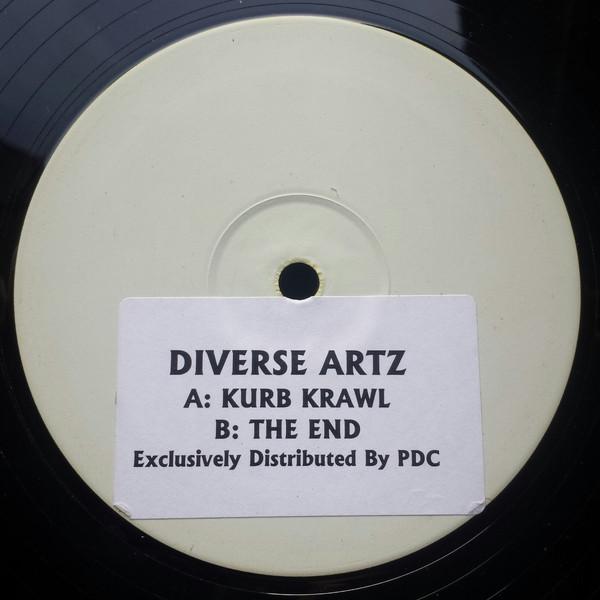 DIVERSE ARTZ
A: KURB KRAWL
B: THE END
Exclusively Distributed By PDC